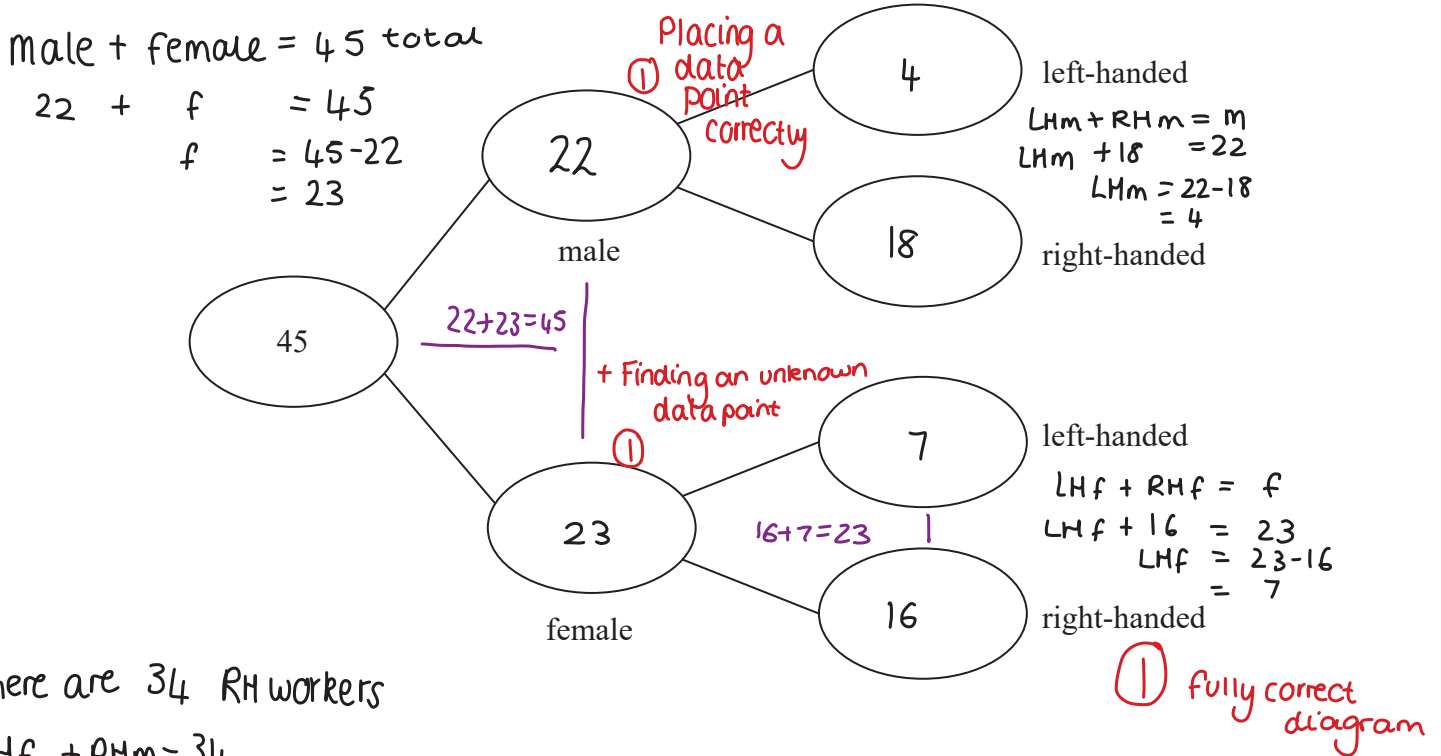 male + female = 45 total
22 + f = 45
f = 45-22
= 23
Placing a
① data
point
correctly
22
male
4
left-handed
LHm + RHm = m
LHm + 18 = 22
LHm = 22-18
= 4
18
right-handed
45
22+23=45
+ Finding an unknown
data point
①
23
female
7
left-handed
LHf + RHf = f
LHf + 16 = 23
LHf = 23-16
= 7
16+7=23
16
right-handed
① fully correct
diagram
are 34 RH workers
+ RHm = 34